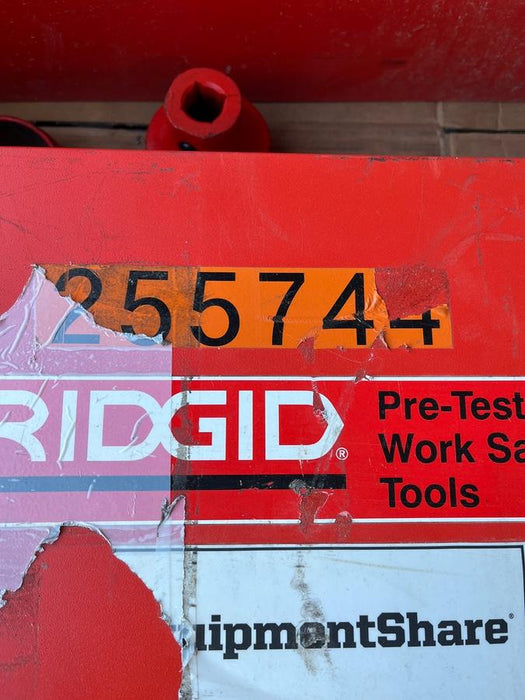 255744
RIDGID®
Pre-Test
Work Sa
Tools
uipmentShare